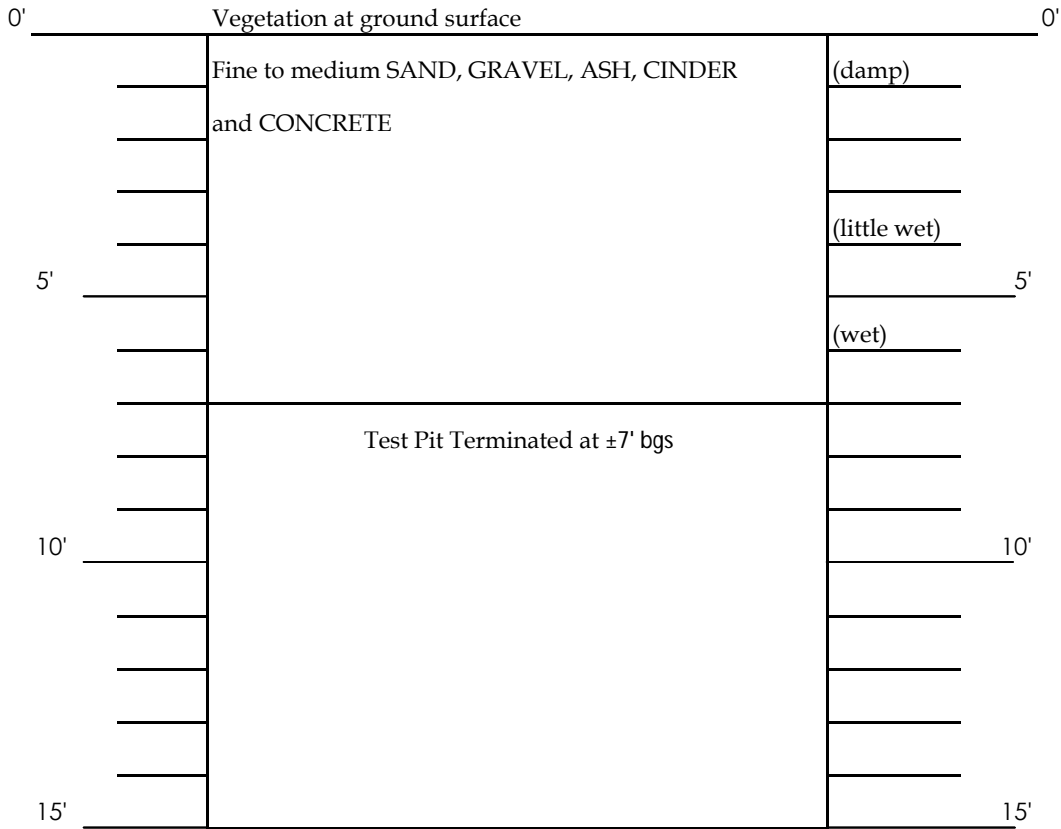 0' Vegetation at ground surface 0'
Fine to medium SAND, GRAVEL, ASH, CINDER (damp)
and CONCRETE
(little wet)
5' 5'
(wet)
Test Pit Terminated at ±7' bgs
10' 10'
15' 15'